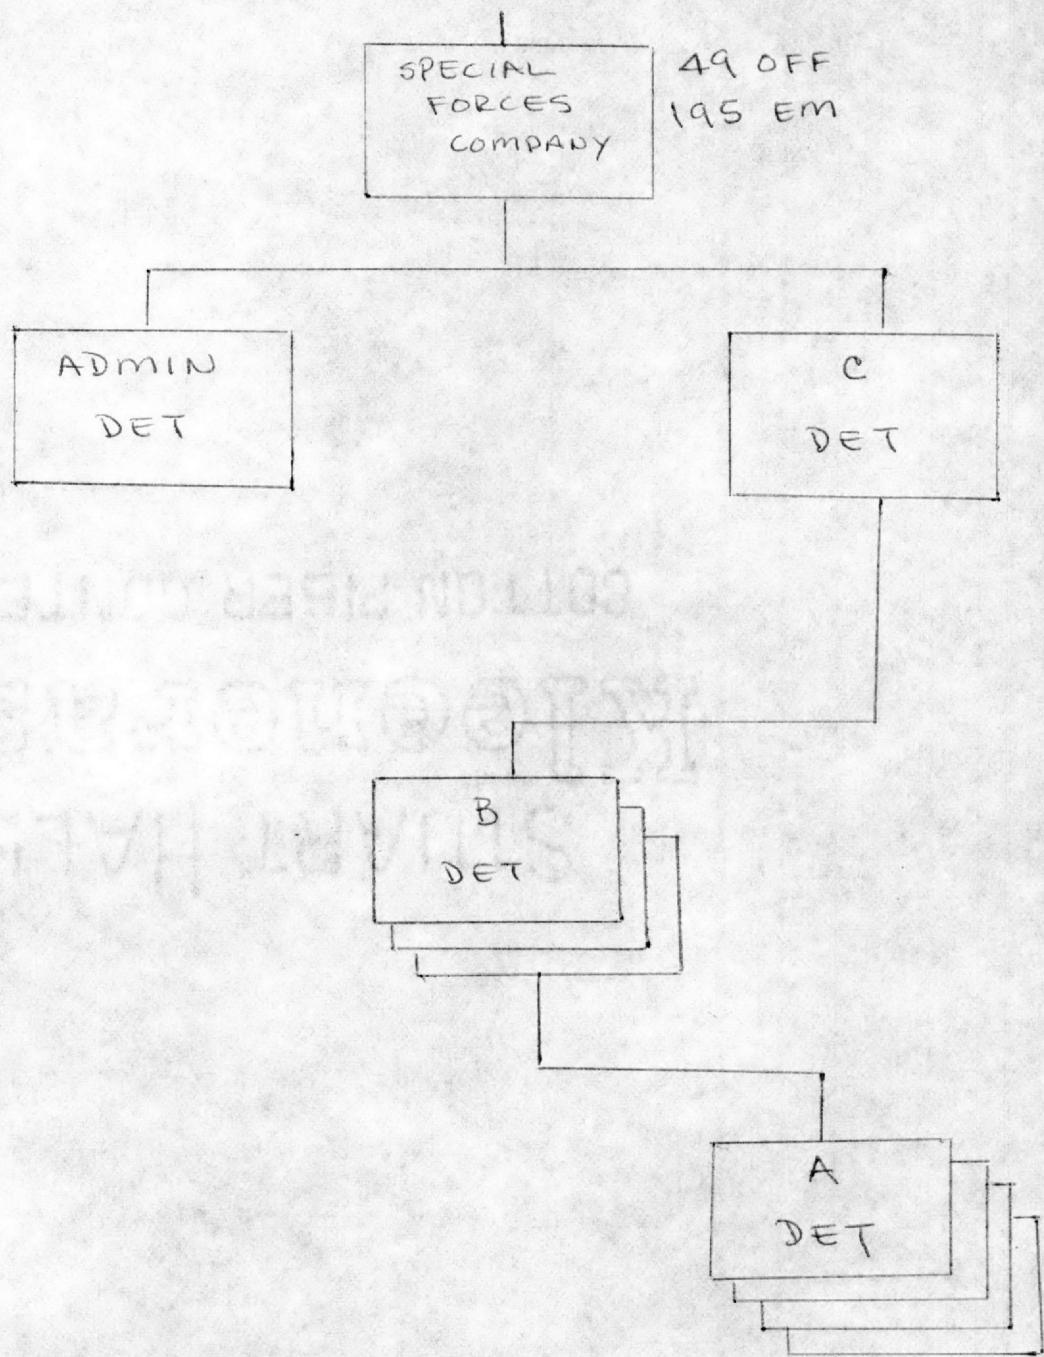 SPECIAL
FORCES
COMPANY
49 OFF
195 EM
ADMIN
DET
C
DET
B
DET
A
DET